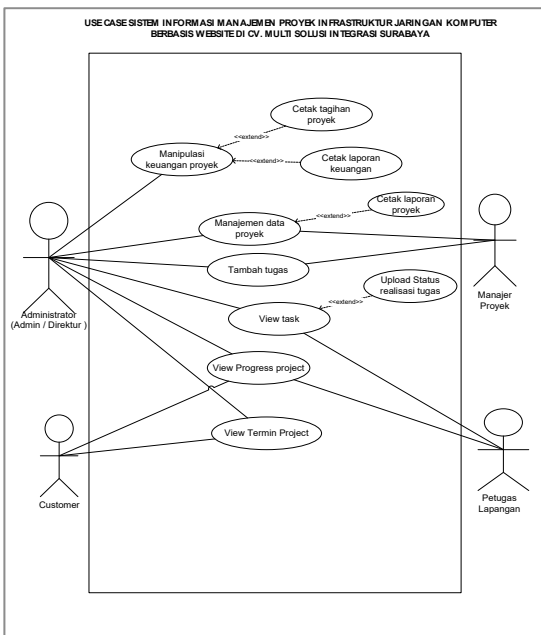 USE CASE SISTEM INFORMASI MANAJEMEN PROYEK INFRASTRUKTUR JARINGAN KOMPUTER
BERBASIS WEBSITE DI CV. MULTI SOLUSI INTEGRASI SURABAYA
Cetak tagihan
proyek
<<extend>>
Manipulasi
keuangan proyek
<<extend>>
Cetak laporan
keuangan
Cetak laporan
proyek
<<extend>>
Manajemen data
proyek
Tambah tugas
Upload Status
realisasi tugas
<<extend>>
View task
Administrator
(Admin / Direktur )
Manajer
Proyek
View Progress project
View Termin Project
Customer
Petugas
Lapangan